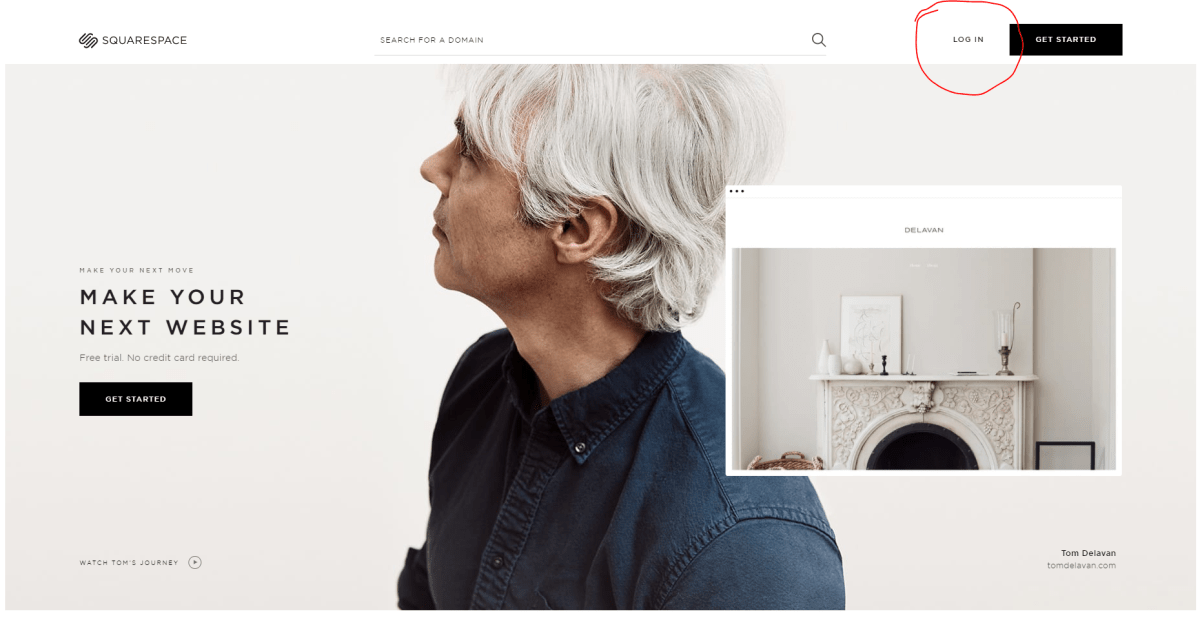 SQUARESPACE
SEARCH FOR A DOMAIN
LOG IN
GET STARTED
DELAVAN
MAKE YOUR NEXT MOVE
MAKE YOUR
NEXT WEBSITE
Free trial. No credit card required.
GET STARTED
WATCH TOM'S JOURNEY
Tom Delavan
tomdelavan.com